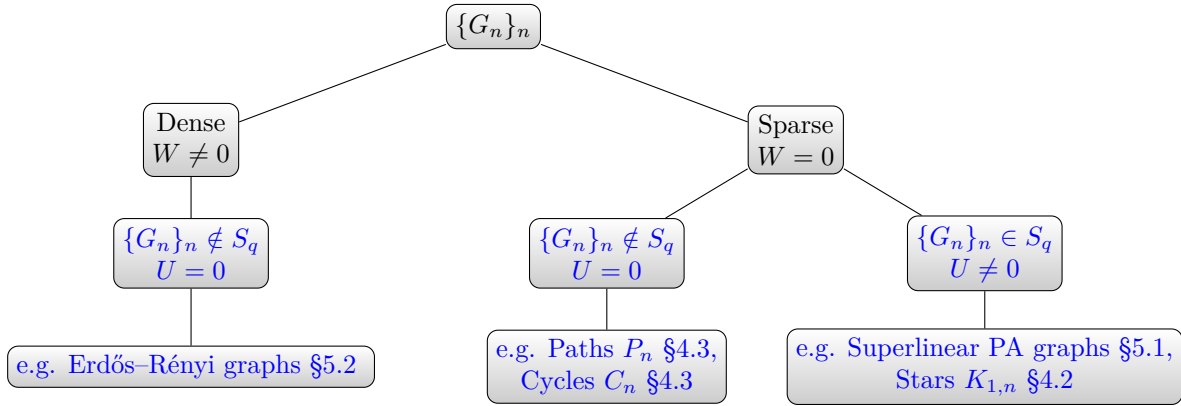 {G_n}_n
Dense
W ≠ 0
Sparse
W = 0
{G_n}_n ∉ S_q
U = 0
{G_n}_n ∉ S_q
U = 0
{G_n}_n ∈ S_q
U ≠ 0
e.g. Erdős–Rényi graphs §5.2
e.g. Paths P_n §4.3,
Cycles C_n §4.3
e.g. Superlinear PA graphs §5.1,
Stars K_{1,n} §4.2